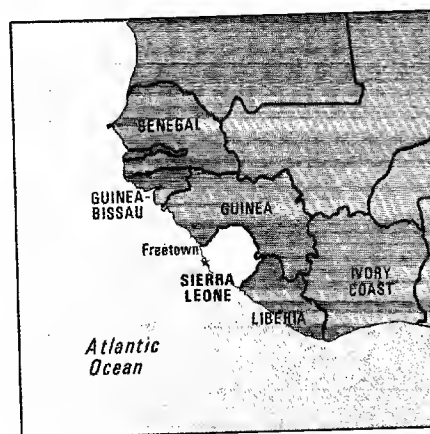 SENEGAL
GUINEA-
BISSAU
GUINEA
Freetown
SIERRA
LEONE
IVORY
COAST
LIBERIA
Atlantic
Ocean